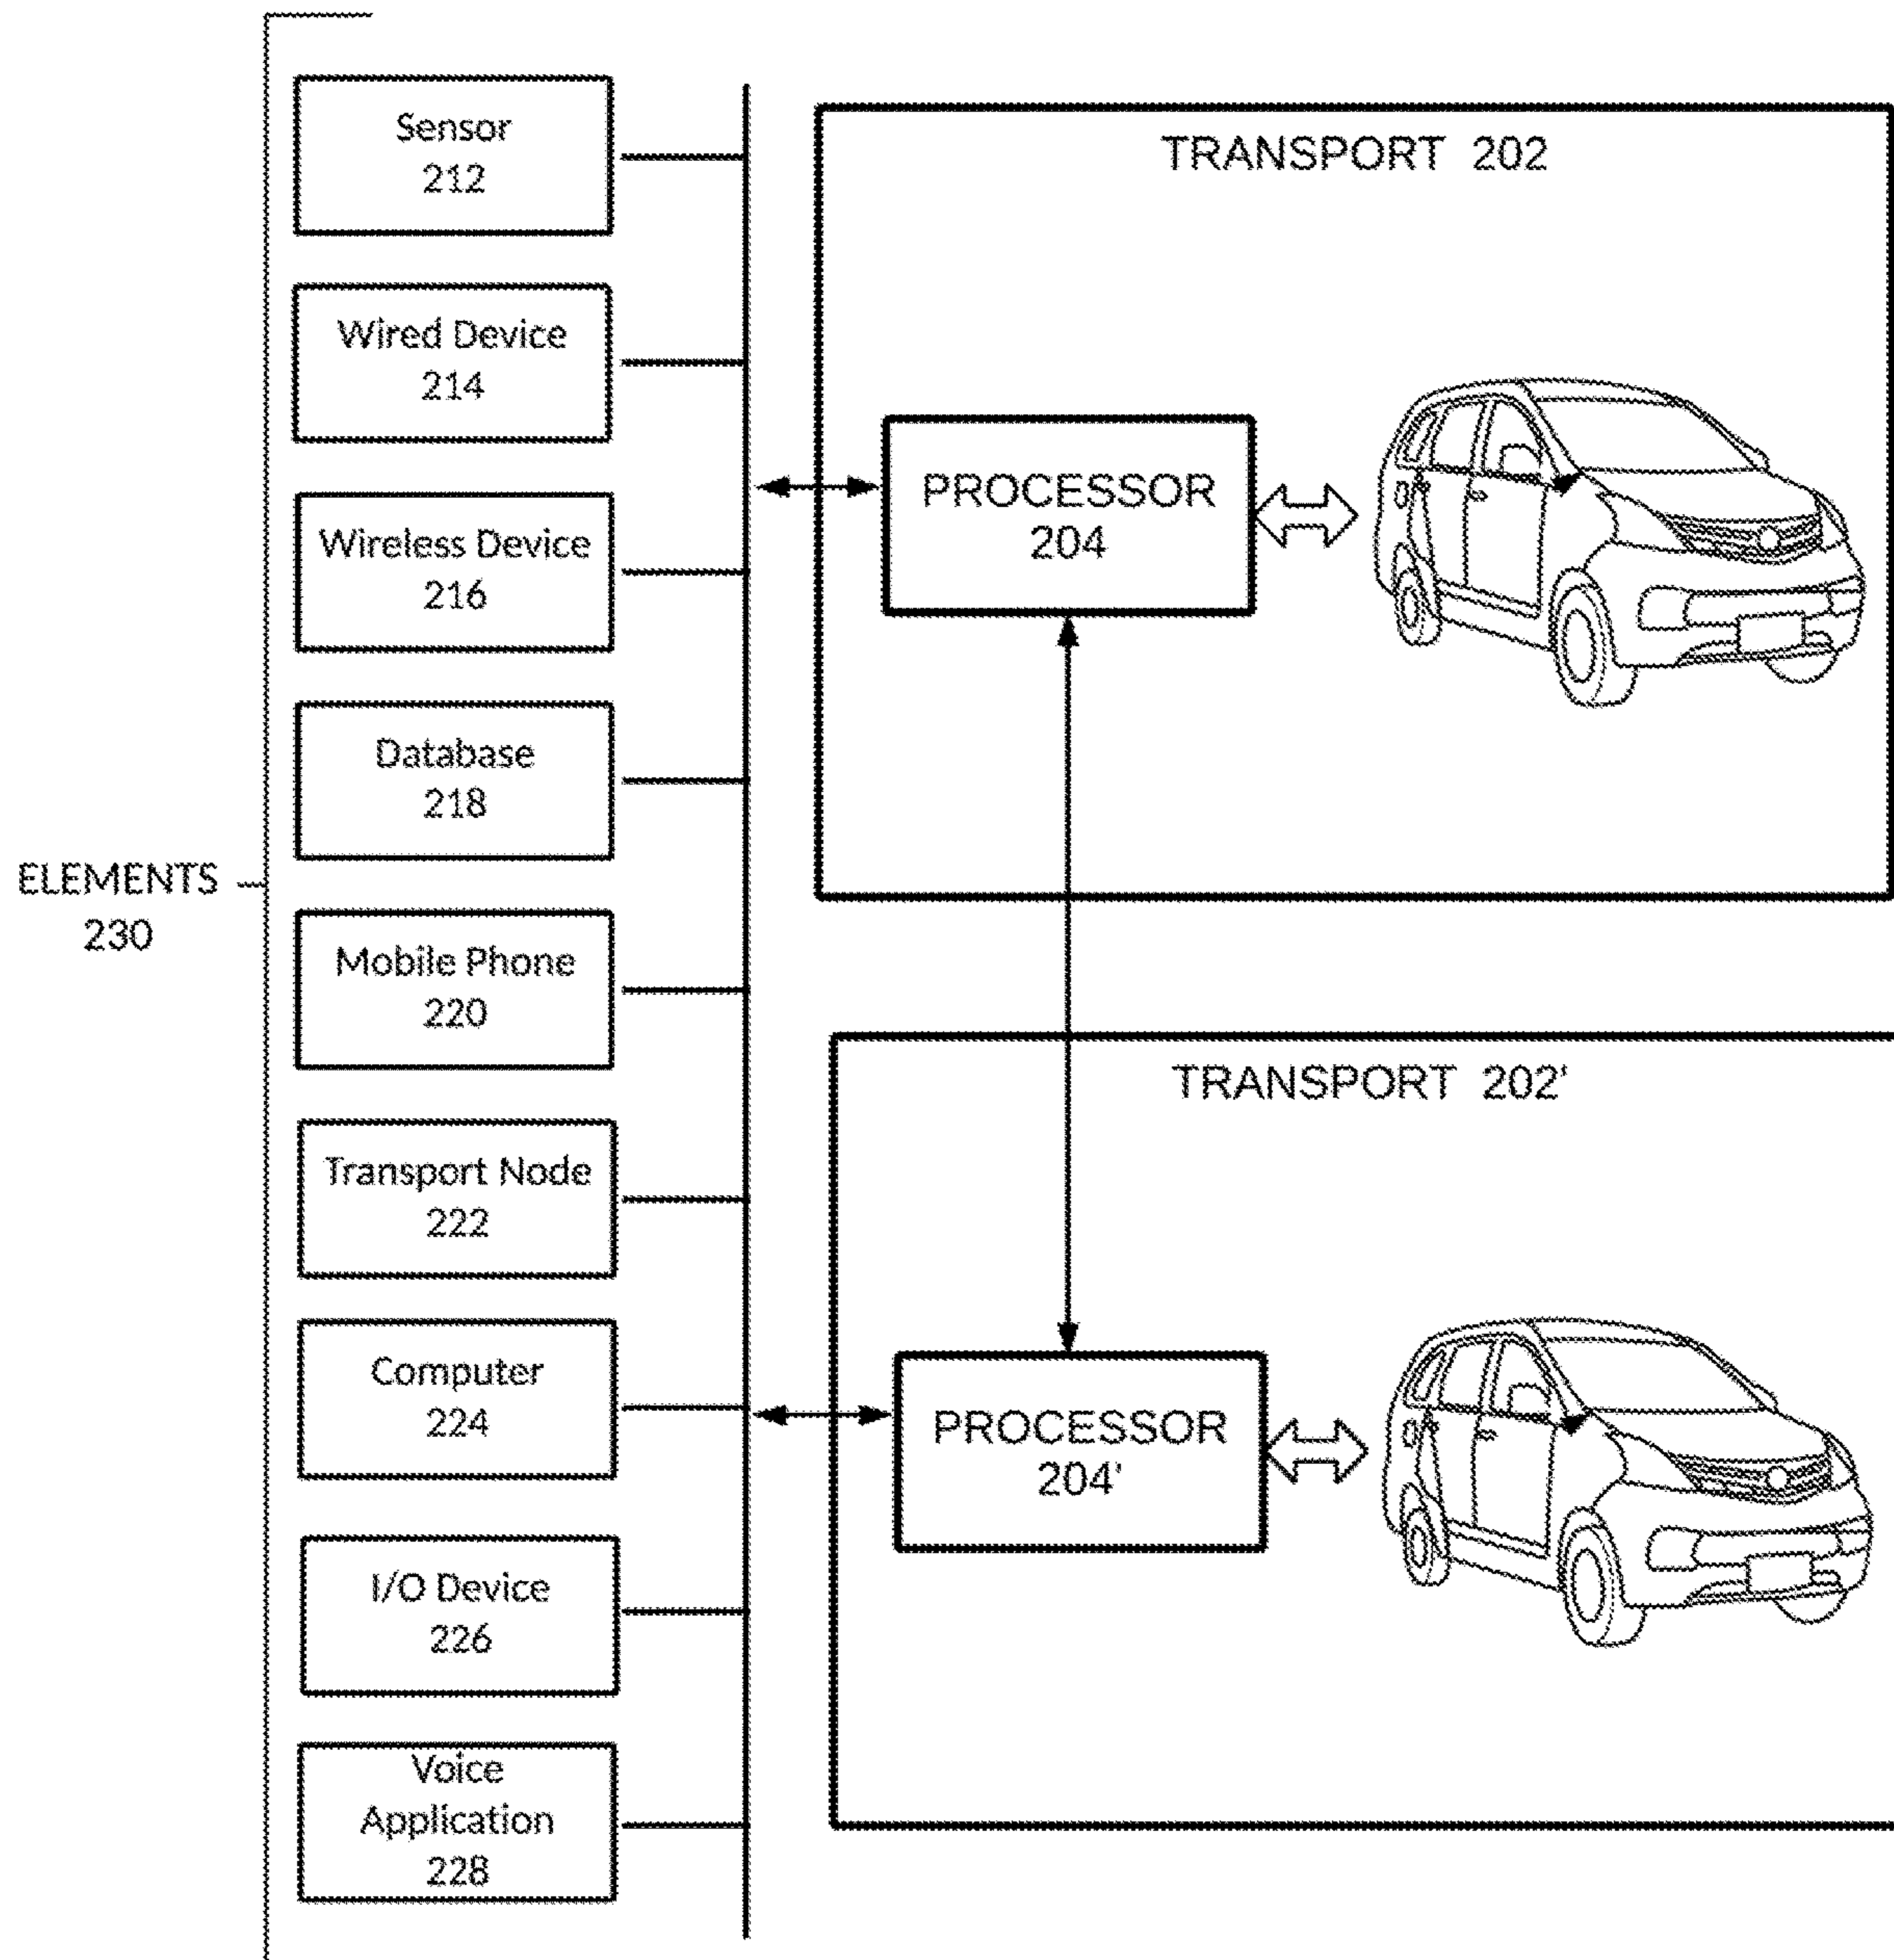 ELEMENTS
230
Sensor
212
Wired Device
214
Wireless Device
216
Database
218
Mobile Phone
220
Transport Node
222
Computer
224
I/O Device
226
Voice
Application
228
TRANSPORT 202
PROCESSOR
204
TRANSPORT 202'
PROCESSOR
204'